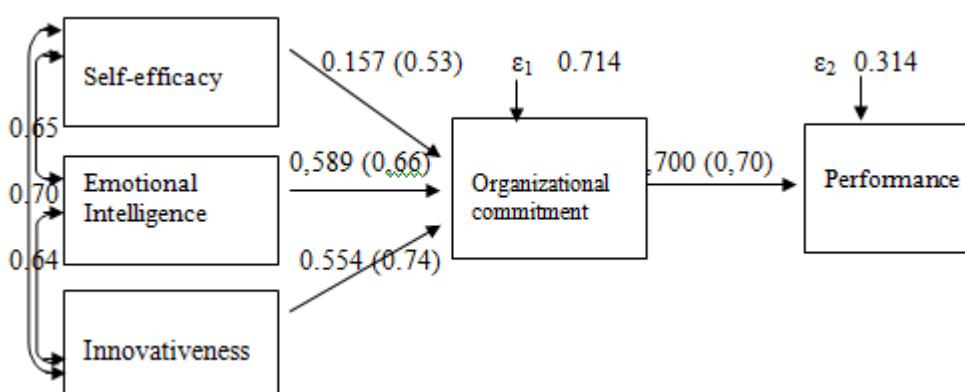 Self-efficacy
0.157 (0.53)
ε1 0.714
ε2 0.314
0.65
Emotional
Intelligence
0,589 (0,66)
Organizational
commitment
,700 (0,70)
Performance
0.70
0.64
0.554 (0.74)
Innovativeness